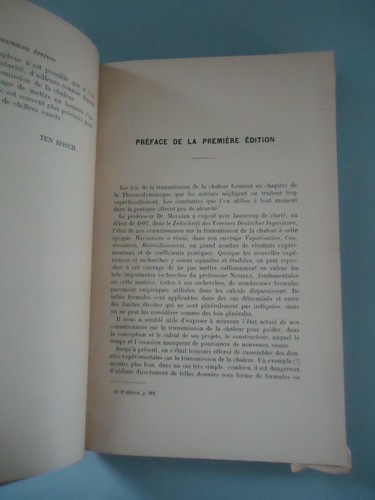 TROISIÈME ÉDITION
TEN BOSCH.
PRÉFACE DE LA PREMIÈRE ÉDITION
Les lois de la transmission de la chaleur forment un chapitre de
la Thermodynamique que les auteurs négligent ou traitent trop
superficiellement. Les constantes que l'on utilise à tout moment
dans la pratique offrent peu de sécurité.
Le professeur Dr MOLLIER a exposé avec beaucoup de clarté, au
début de 1897, dans le Zeitschrift des Vereines Deutscher Ingenieure,
l'état de nos connaissances sur la transmission de la chaleur à cette
époque. HAUSBRAND a réuni, dans son ouvrage Vaporisation, Con-
densation, Refroidissement, un grand nombre de résultats expéri-
mentaux et de coefficients pratiques. Quoique les nouvelles expé-
riences et recherches y soient signalées et étudiées, on peut repro-
cher à cet ouvrage de ne pas mettre suffisamment en valeur les
très importantes recherches du professeur NUSSELT, fondamentales
en cette matière. Grâce à ces recherches, de nombreuses formules
purement empiriques utilisées dans les calculs disparaissent. De
telles formules sont applicables dans des cas déterminés et entre
des limites étroites qui ne sont généralement pas indiquées, mais
on ne peut les considérer comme des lois générales.
Il nous a semblé utile d'exposer à nouveau l'état actuel de nos
connaissances sur la transmission de la chaleur pour guider, dans
la conception et le calcul de ses projets, le constructeur, auquel le
temps et l'occasion manquent de poursuivre de nouveaux essais.
Jusqu'à présent, on s'était toujours efforcé de rassembler des don-
nées expérimentales sur la transmission de la chaleur. Un exemple (¹)
montre plus loin, dans un cas très simple, combien il est dangereux
d'utiliser directement de telles données sous forme de formules ou